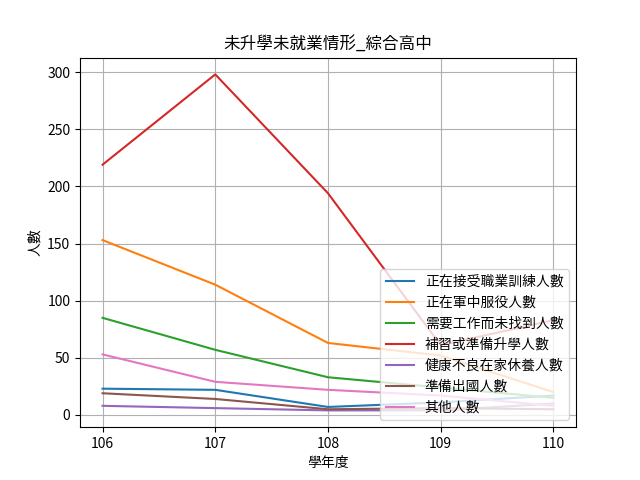 未升學未就業情形_綜合高中
人數
300
250
200
150
100
50
0
106
107
108
109
110
學年度
正在接受職業訓練人數
正在軍中服役人數
需要工作而未找到人數
補習或準備升學人數
健康不良在家休養人數
準備出國人數
其他人數